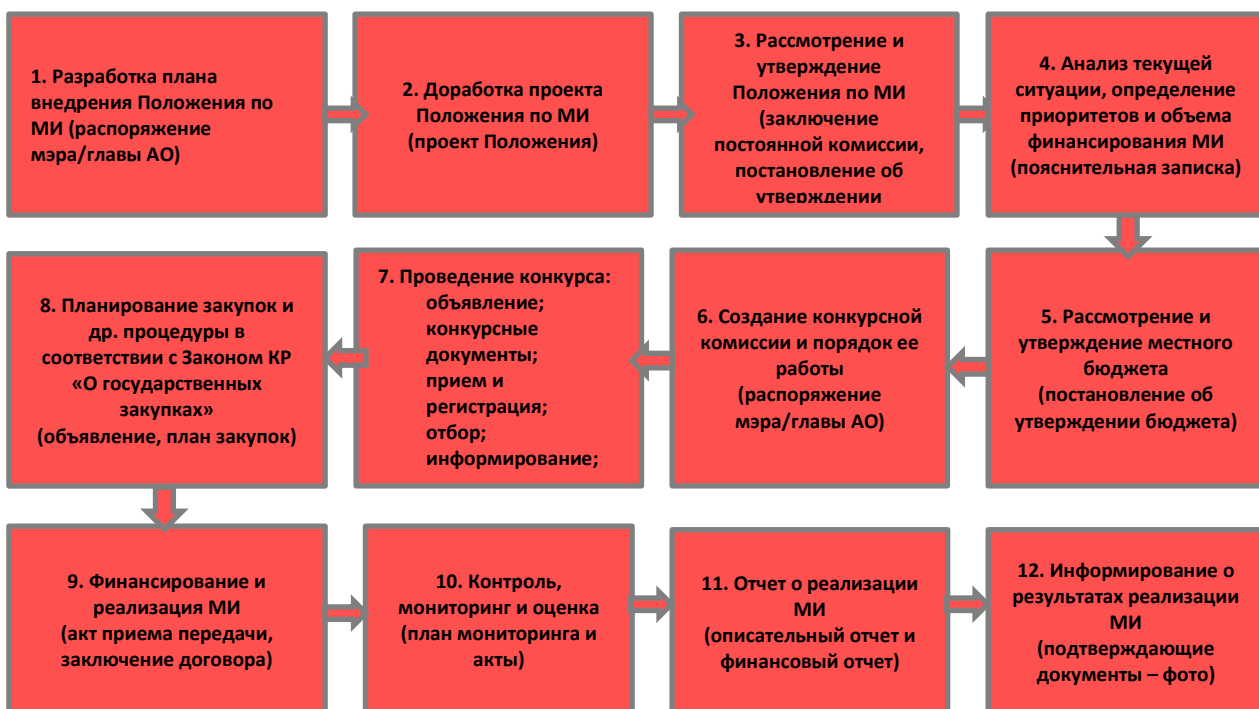 1. Разработка плана
внедрения Положения по
МИ (распоряжение
мэра/главы АО)
2. Доработка проекта
Положения по МИ
(проект Положения)
3. Рассмотрение и
утверждение
Положения по МИ
(заключение
постоянной комиссии,
постановление об
утверждении
4. Анализ текущей
ситуации, определение
приоритетов и объема
финансирования МИ
(пояснительная записка)
5. Рассмотрение и
утверждение местного
бюджета
(постановление об
утверждении бюджета)
6. Создание конкурсной
комиссии и порядок ее
работы
(распоряжение
мэра/главы АО)
7. Проведение конкурса:
объявление;
конкурсные
документы;
прием и
регистрация;
отбор;
информирование;
8. Планирование закупок и
др. процедуры в
соответствии с Законом КР
«О государственных
закупках»
(объявление, план закупок)
9. Финансирование и
реализация МИ
(акт приема передачи,
заключение договора)
10. Контроль,
мониторинг и оценка
(план мониторинга и
акты)
11. Отчет о реализации
МИ
(описательный отчет и
финансовый отчет)
12. Информирование о
результатах реализации
МИ
(подтверждающие
документы – фото)